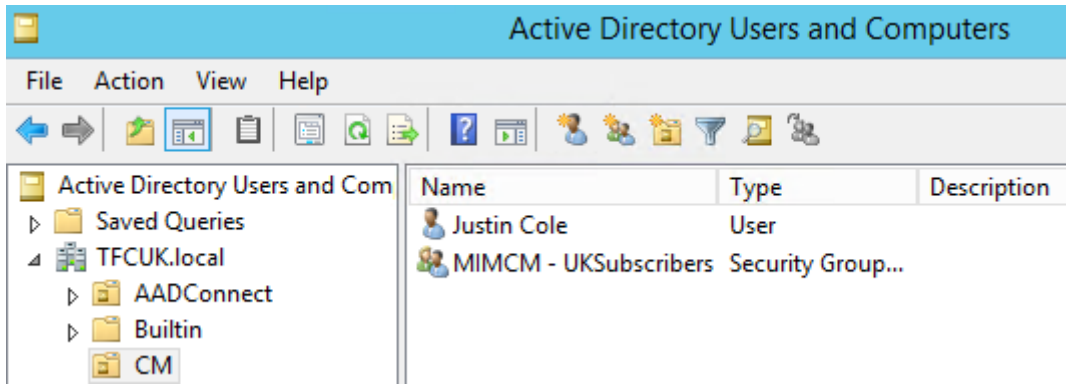 Active Directory Users and Computers
File Action View Help
Active Directory Users and Com
Saved Queries
TFCUK.local
AADConnect
Builtin
CM
Name Type Description
Justin Cole User
MIMCM - UKSubscribers Security Group...